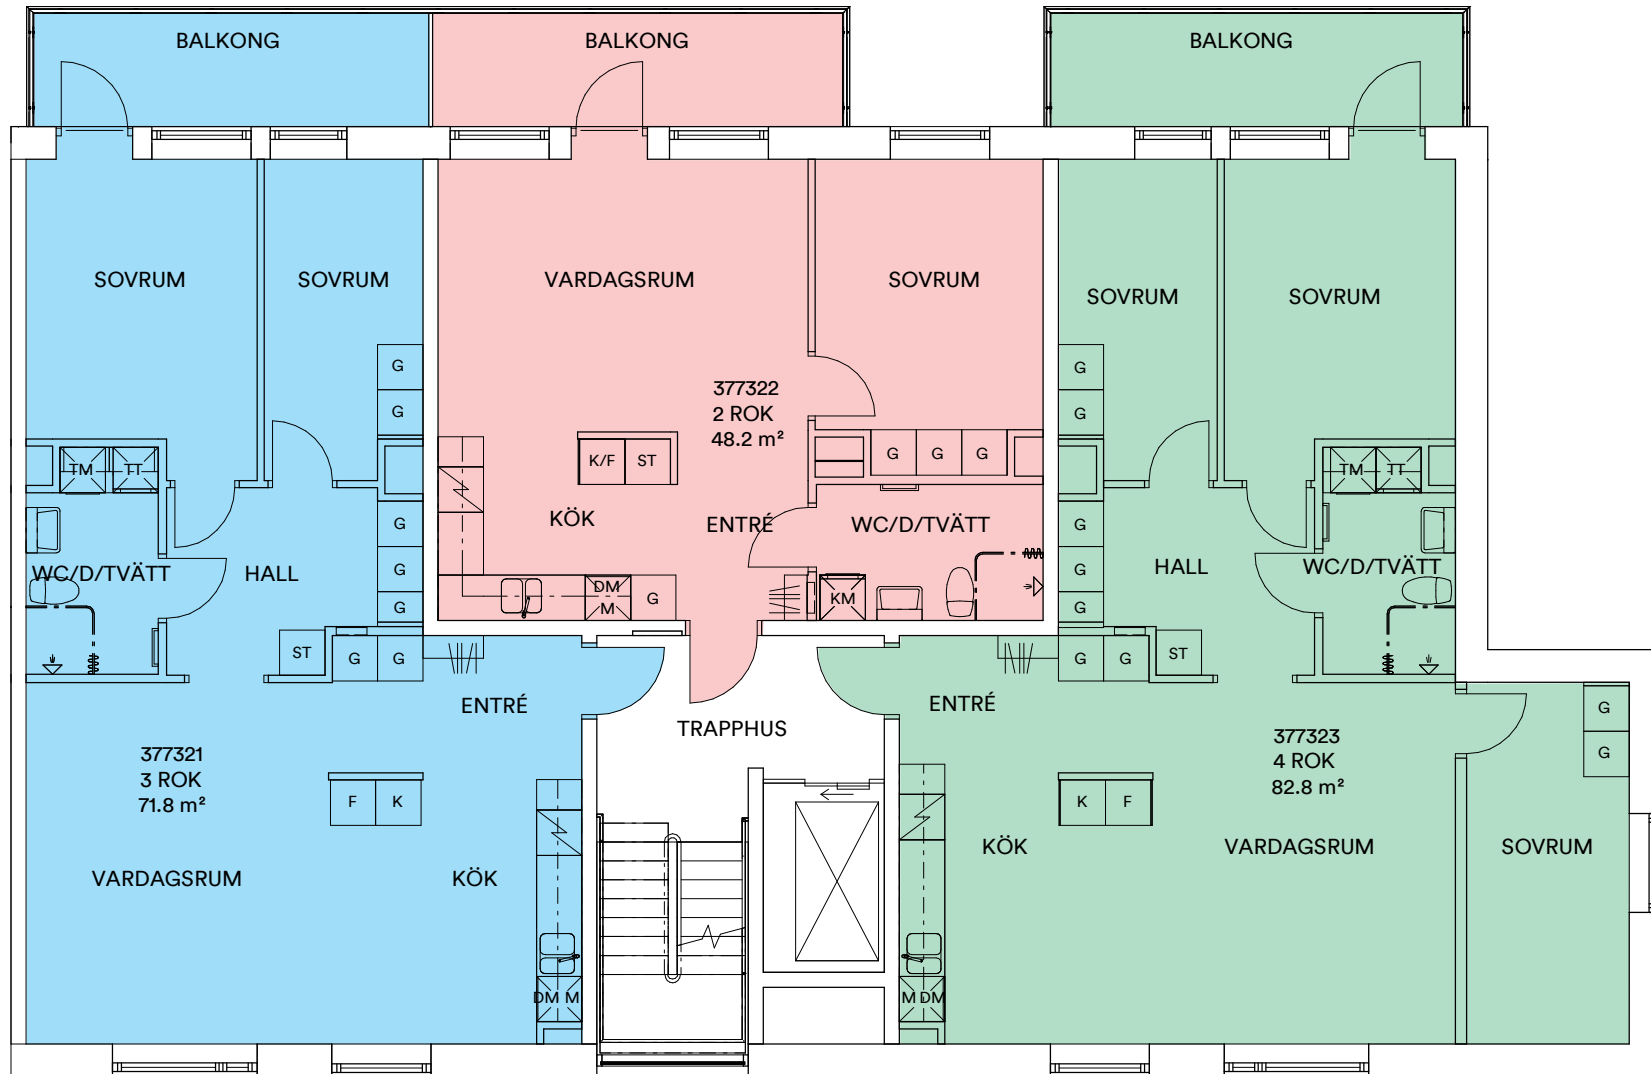 BALKONG
BALKONG
BALKONG
SOVRUM
SOVRUM
VARDAGSRUM
SOVRUM
SOVRUM
SOVRUM
G
G
G
G
377322
2 ROK
48.2 m²
K/F
ST
G
G
G
TM
TT
TM
TT
KÖK
ENTRÉ
WC/D/TVÄTT
G
G
WC/D/TVÄTT
HALL
G
G
HALL
WC/D/TVÄTT
G
G
DM
M
G
KM
ST
G
G
G
G
ST
ENTRÉ
ENTRÉ
TRAPPHUS
G
G
377321
3 ROK
71.8 m²
377323
4 ROK
82.8 m²
F
K
K
F
VARDAGSRUM
KÖK
KÖK
VARDAGSRUM
SOVRUM
DM M
M DM